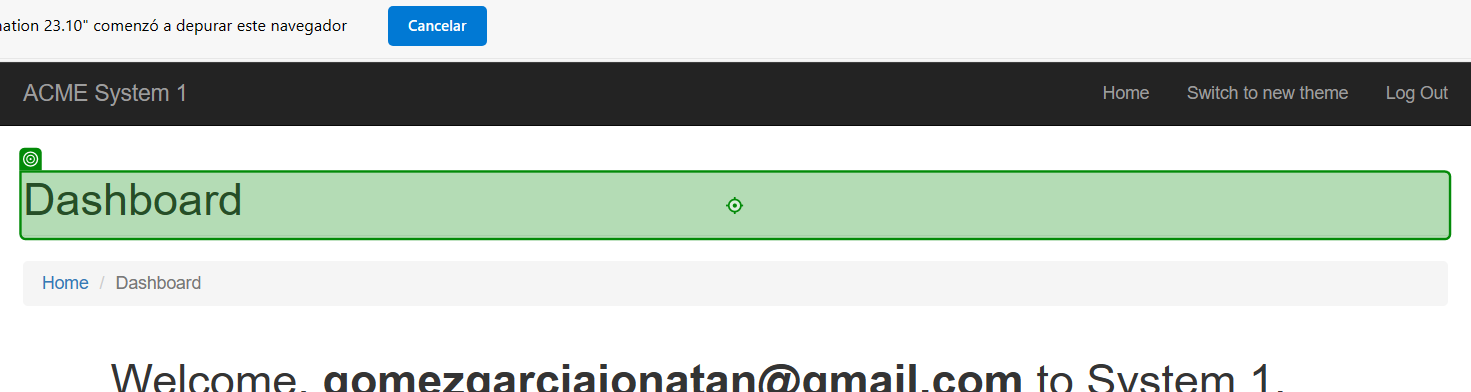 ation 23.10" comenzó a depurar este navegador Cancelar
ACME System 1 Home Switch to new theme Log Out
Dashboard
Home / Dashboard
Welcome, gomezgarciajonatan@gmail.com to System 1.